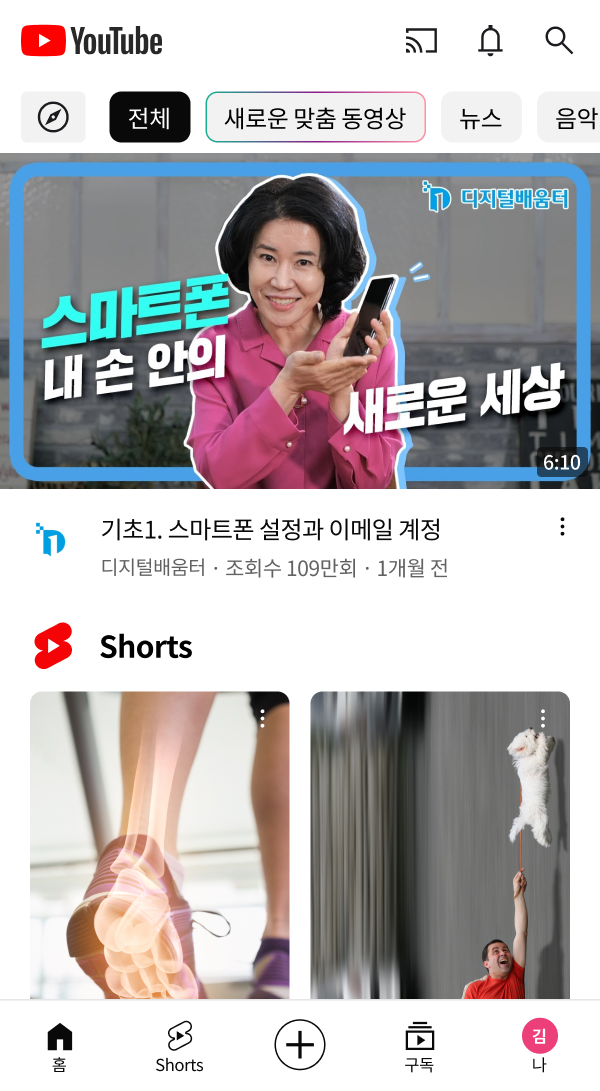 YouTube
전체
새로운 맞춤 동영상
뉴스
음악
디지털배움터
스마트폰
내 손 안의
새로운 세상
6:10
기초1. 스마트폰 설정과 이메일 계정
디지털배움터 · 조회수 109만회 · 1개월 전
Shorts
홈
Shorts
구독
김
나